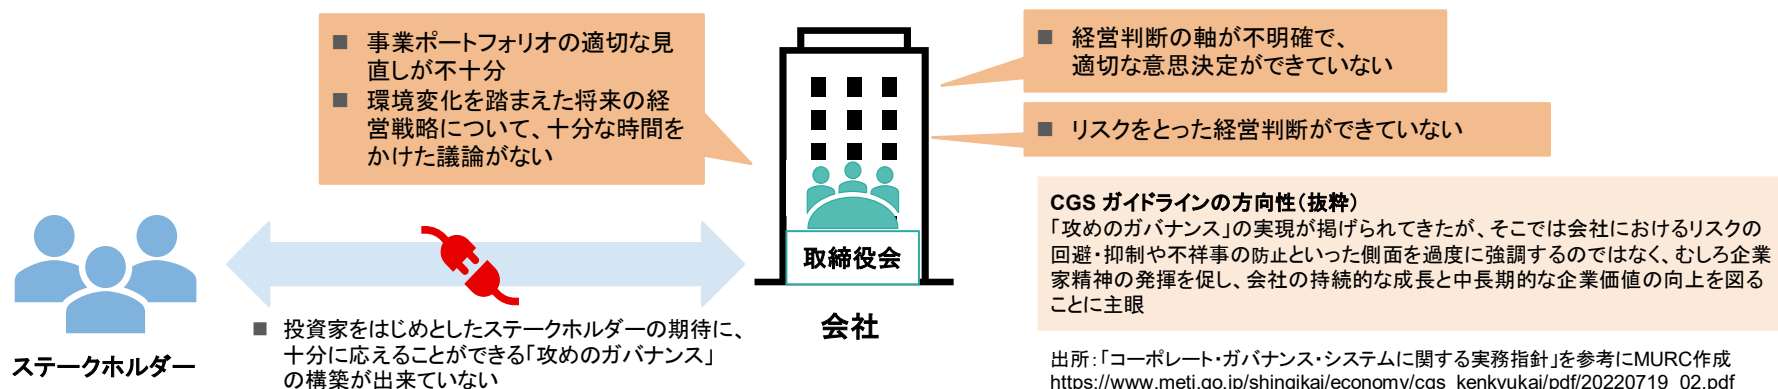 ■ 事業ポートフォリオの適切な見
直しが不十分
■ 環境変化を踏まえた将来の経
営戦略について、十分な時間を
かけた議論がない
■ 経営判断の軸が不明確で、
適切な意思決定ができていない
■ リスクをとった経営判断ができていない
取締役会
会社
ステークホルダー
■ 投資家をはじめとしたステークホルダーの期待に、
十分に応えることができる「攻めのガバナンス」
の構築が出来ていない
CGS ガイドラインの方向性（抜粋）
「攻めのガバナンス」の実現が掲げられてきたが、そこでは会社におけるリスクの
回避・抑制や不祥事の防止といった側面を過度に強調するのではなく、むしろ企業
家精神の発揮を促し、会社の持続的な成長と中長期的な企業価値の向上を図る
ことに主眼
出所：「コーポレート・ガバナンス・システムに関する実務指針」を参考にMURC作成
https://www.meti.go.jp/shingikai/economy/cgs_kenkyukai/pdf/20220719_02.pdf